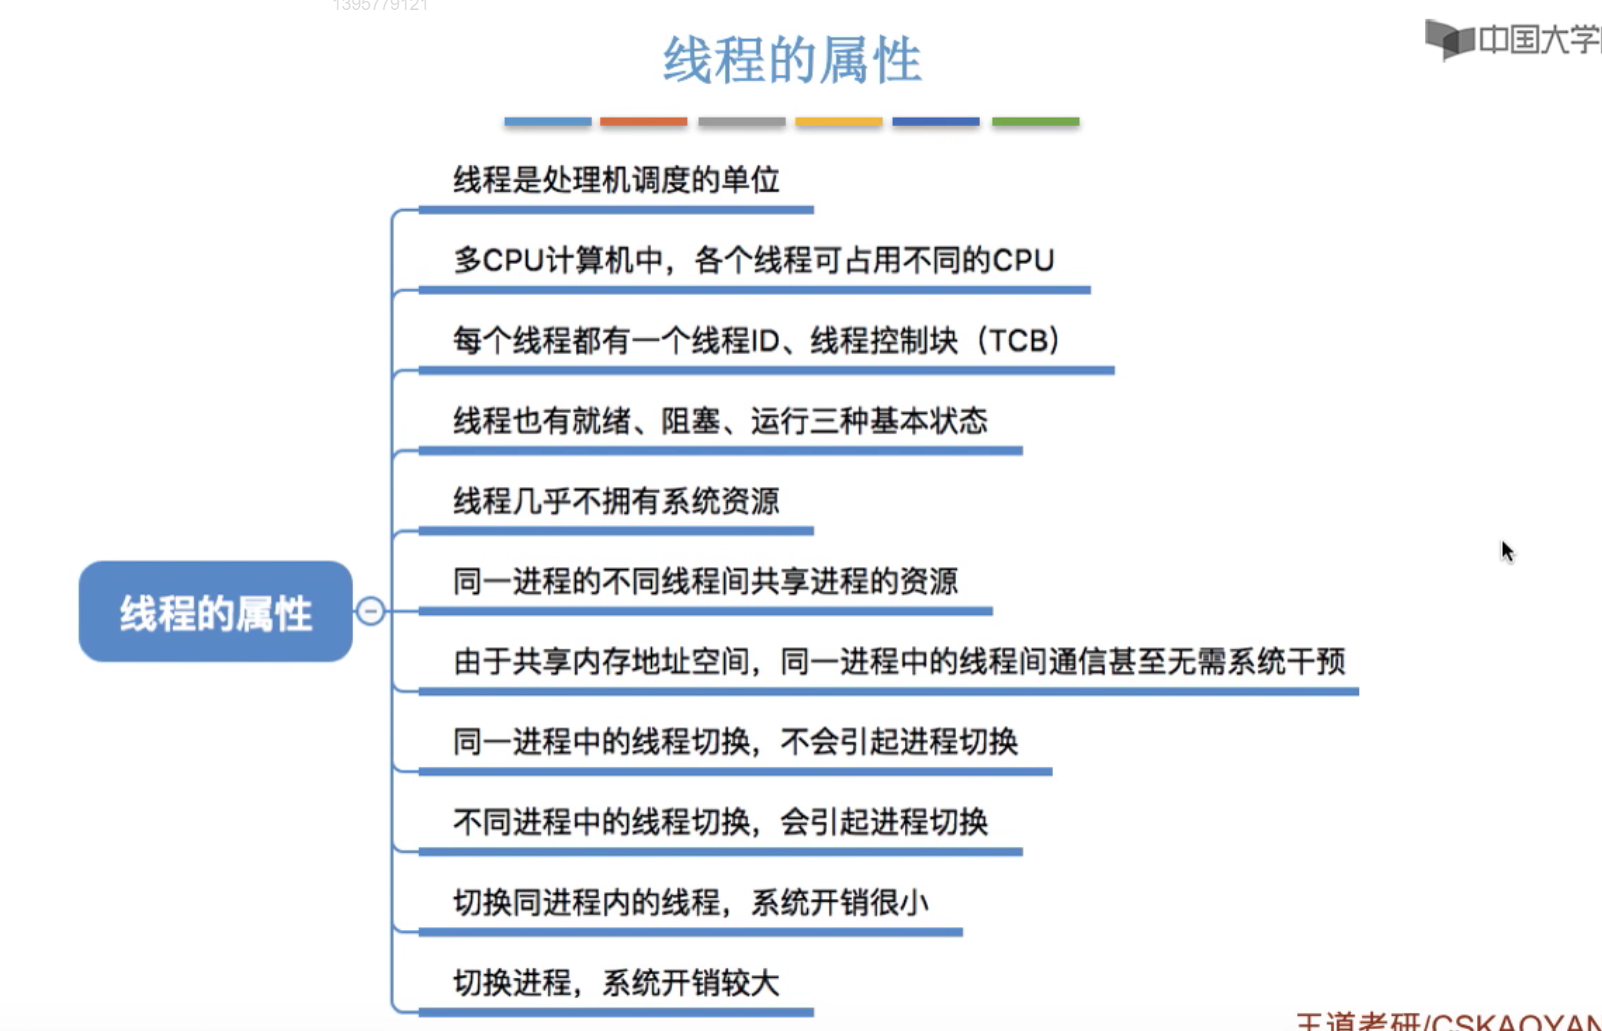 1395779121
线程的属性
中国大学
线程是处理机调度的单位
多CPU计算机中，各个线程可占用不同的CPU
每个线程都有一个线程ID、线程控制块（TCB）
线程也有就绪、阻塞、运行三种基本状态
线程几乎不拥有系统资源
同一进程的不同线程间共享进程的资源
线程的属性
由于共享内存地址空间，同一进程中的线程间通信甚至无需系统干预
同一进程中的线程切换，不会引起进程切换
不同进程中的线程切换，会引起进程切换
切换同进程内的线程，系统开销很小
切换进程，系统开销较大
王道考研/CSKAOYAN